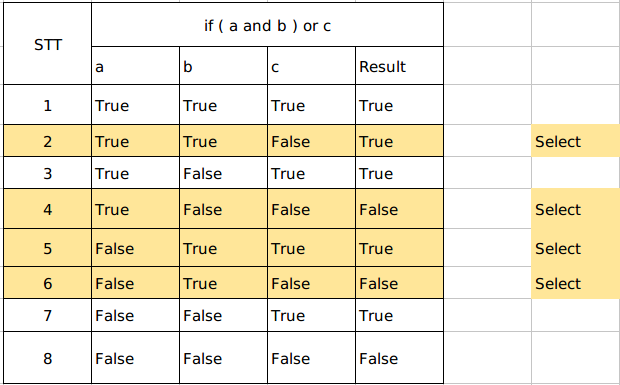 STT if ( a and b ) or c
a b c Result
1 True True True True
2 True True False True Select
3 True False True True
4 True False False False Select
5 False True True True Select
6 False True False False Select
7 False False True True
8 False False False False